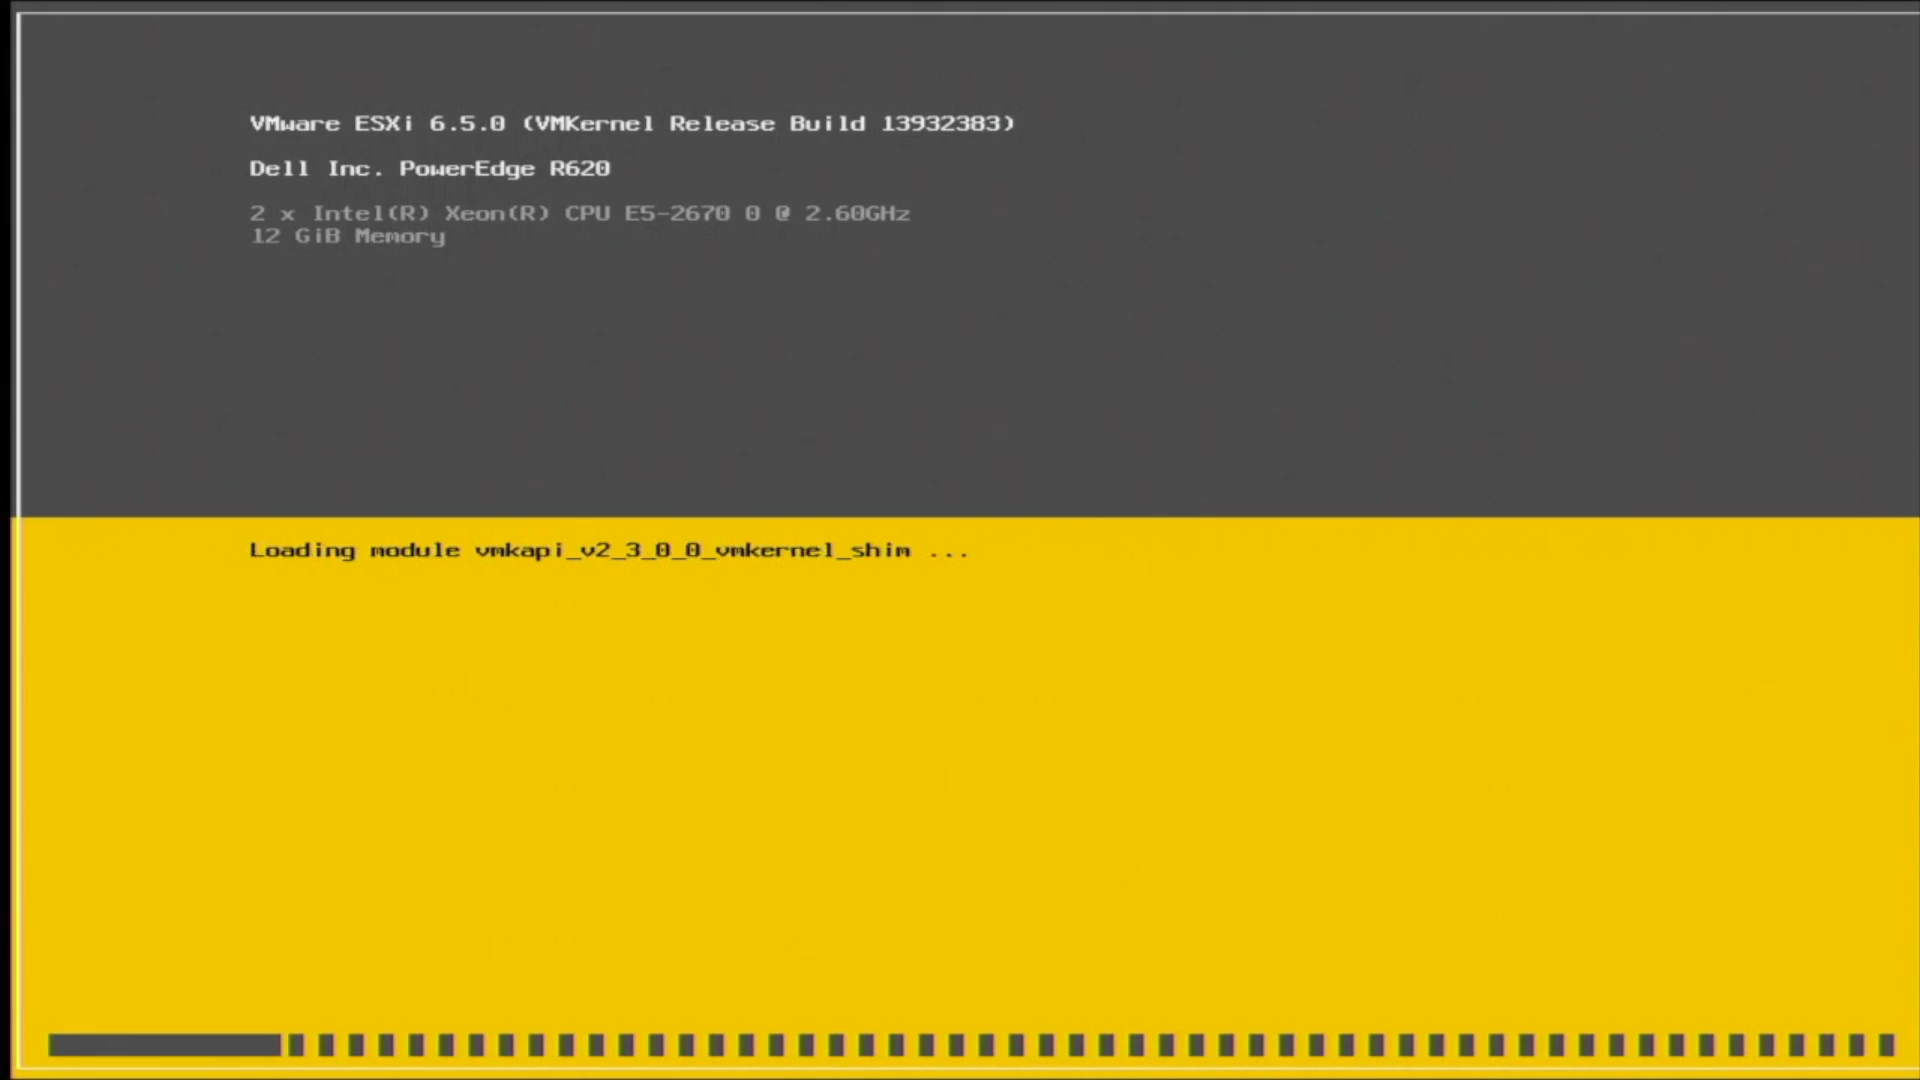 VMware ESXi 6.5.0 (VMKernel Release Build 13932383)
Dell Inc. PowerEdge R620
2 x Intel(R) Xeon(R) CPU E5-2670 0 @ 2.60GHz
12 GiB Memory
Loading module vmkapi_v2_3_0_0_vmkernel_shim ...